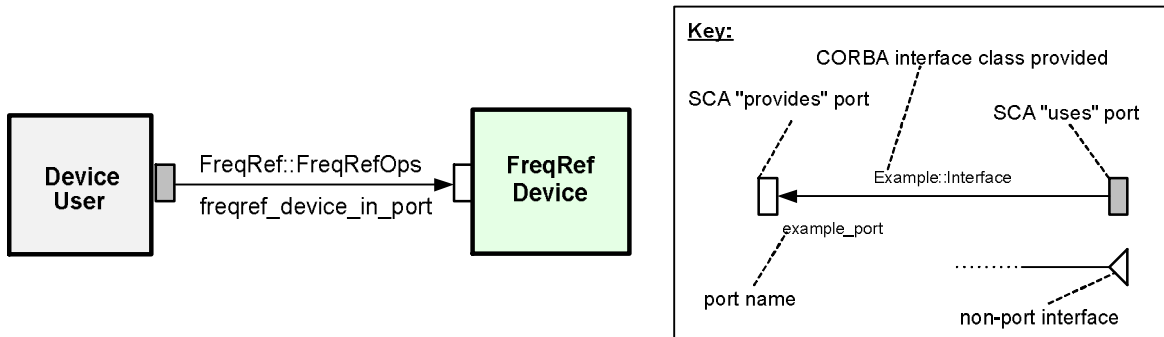 Device
User
FreqRef::FreqRefOps
freqref_device_in_port
FreqRef
Device
Key:
CORBA interface class provided
SCA "provides" port
SCA "uses" port
Example::Interface
example_port
port name
non-port interface